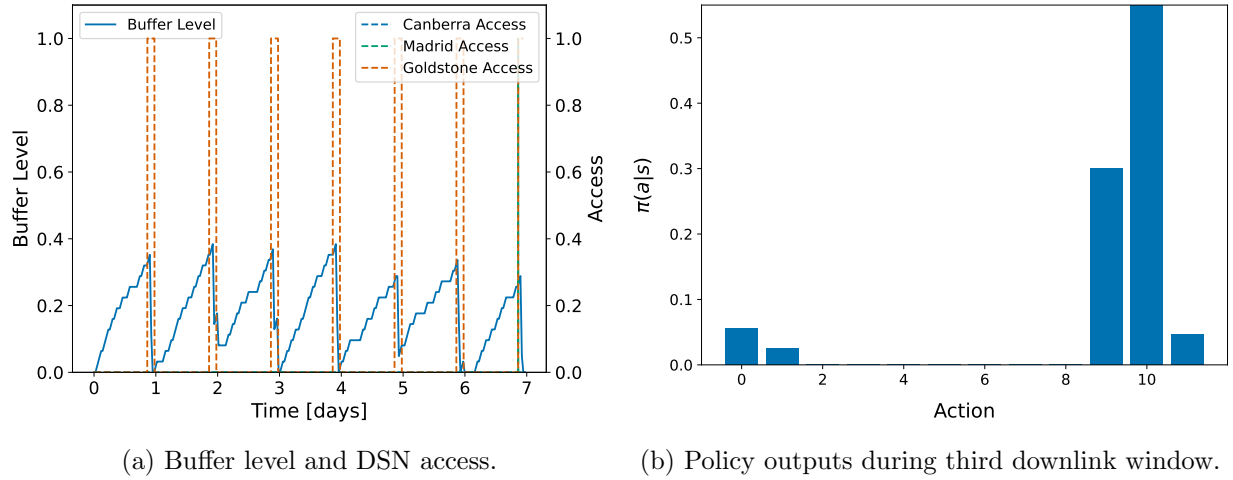 Buffer Level
Canberra Access
Madrid Access
Goldstone Access
1.0
0.8
0.6
0.4
0.2
0.0
Buffer Level
1.0
0.8
0.6
0.4
0.2
0.0
Access
0 1 2 3 4 5 6 7
Time [days]
0.5
0.4
0.3
0.2
0.1
0.0
π(a|s)
0 2 4 6 8 10
Action
(a) Buffer level and DSN access.
(b) Policy outputs during third downlink window.